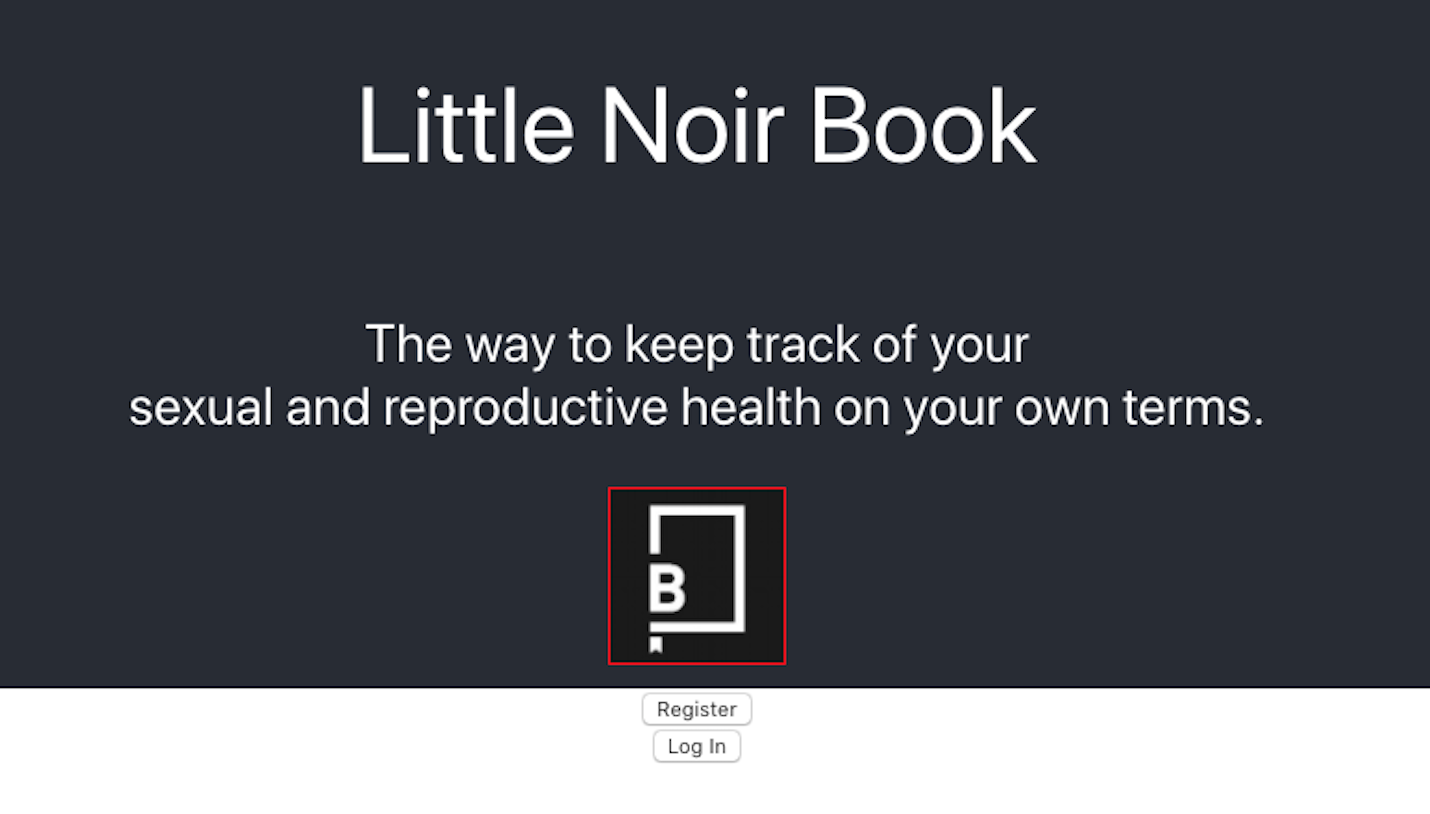 Little Noir Book
The way to keep track of your
sexual and reproductive health on your own terms.
B
Register
Log In